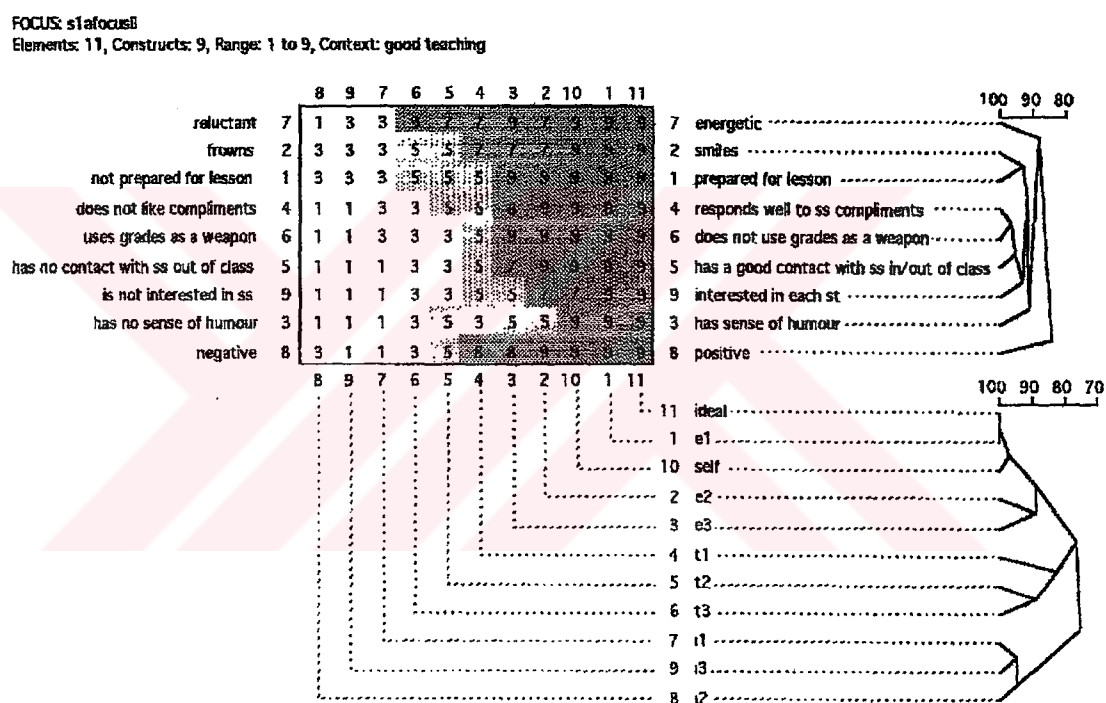 FOCUS: s1afocusII
Elements: 11, Constructs: 9, Range: 1 to 9, Context: good teaching
8 9 7 6 5 4 3 2 10 1 11
100 90 80
reluctant 7 1 3 3 7 energetic
frowns 2 3 3 3 5 5 2 smiles
not prepared for lesson 1 3 3 3 5 5 5 1 prepared for lesson
does not like compliments 4 1 1 3 3 5 5 4 responds well to ss compliments
uses grades as a weapon 6 1 1 3 3 3 5 6 does not use grades as a weapon
has no contact with ss out of class 5 1 1 1 3 3 5 5 has a good contact with ss in/out of class
is not interested in ss 9 1 1 1 3 3 5 5 9 interested in each st
has no sense of humour 3 1 1 1 3 5 3 5 5 3 has sense of humour
negative 8 3 1 1 3 5 8 positive
8 9 7 6 5 4 3 2 10 1 11
100 90 80 70
11 ideal
1 e1
10 self
2 e2
3 e3
4 t1
5 t2
6 t3
7 i1
9 i3
8 i2